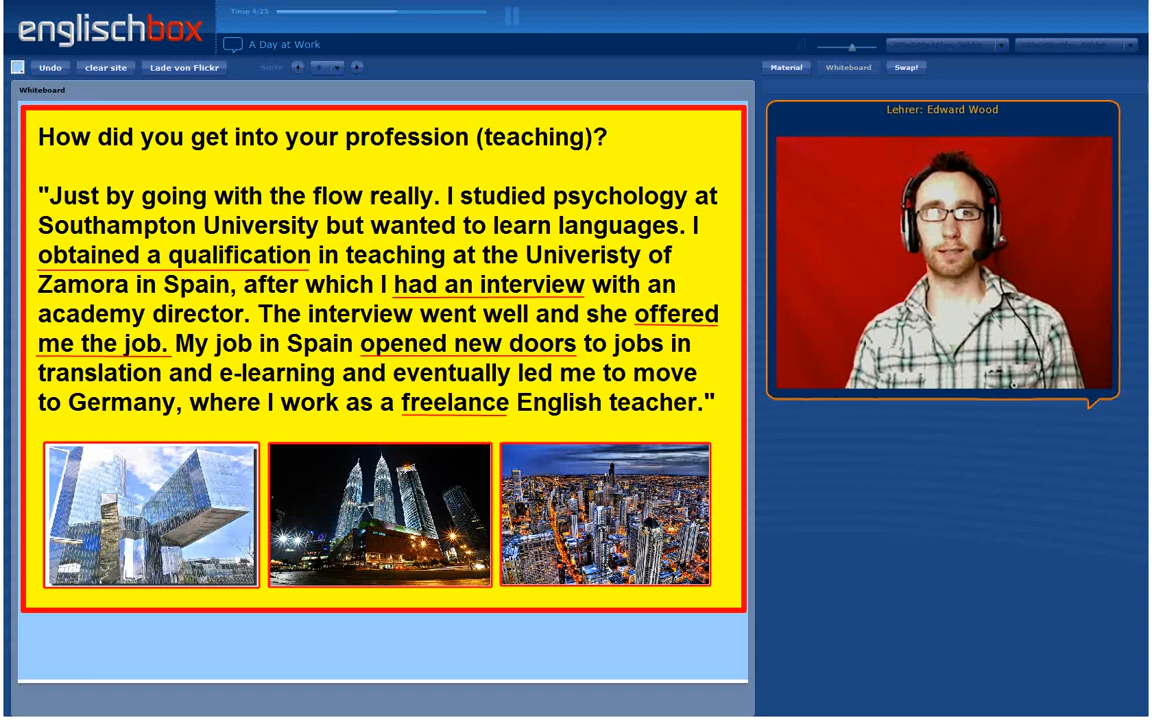 englischbox
Time 4:25
A Day at Work
Undo
clear site
Lade von Flickr
Seite
Material
Whiteboard
Swap!
Whiteboard
How did you get into your profession (teaching)?
"Just by going with the flow really. I studied psychology at
Southampton University but wanted to learn languages. I
obtained a qualification in teaching at the Univeristy of
Zamora in Spain, after which I had an interview with an
academy director. The interview went well and she offered
me the job. My job in Spain opened new doors to jobs in
translation and e-learning and eventually led me to move
to Germany, where I work as a freelance English teacher."
Lehrer: Edward Wood